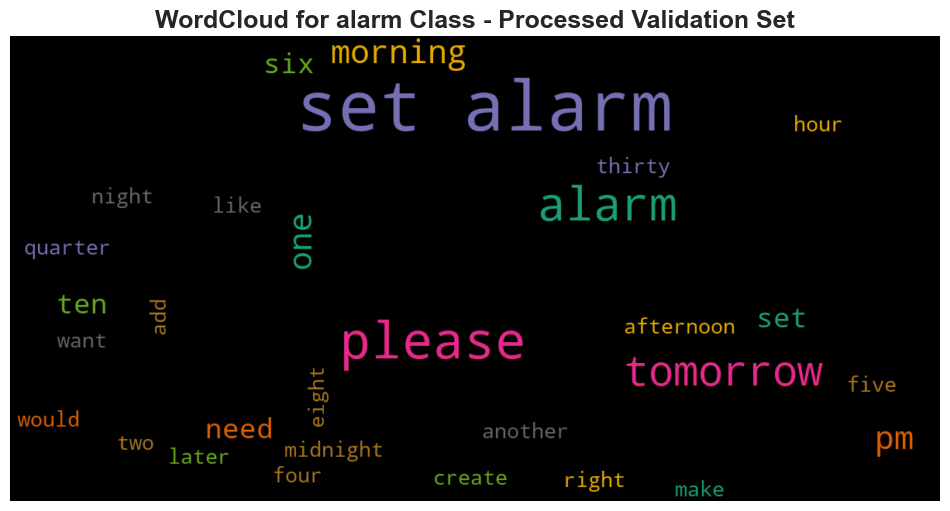 WordCloud for alarm Class - Processed Validation Set
morning
six
set alarm
hour
thirty
night
like
alarm
one
quarter
ten
add
want
please
afternoon
set
tomorrow
five
eight
would
two
need
later
midnight
four
another
pm
create
right
make